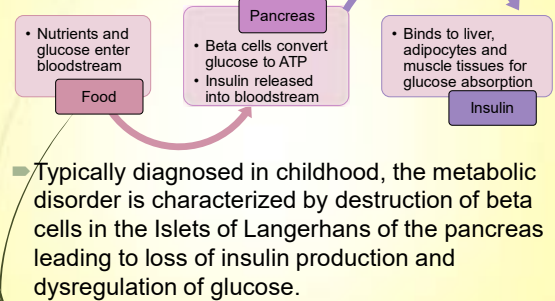 • Nutrients and
glucose enter
bloodstream
Food
Pancreas
• Beta cells convert
glucose to ATP
• Insulin released
into bloodstream
• Binds to liver,
adipocytes and
muscle tissues for
glucose absorption
Insulin
Typically diagnosed in childhood, the metabolic
disorder is characterized by destruction of beta
cells in the Islets of Langerhans of the pancreas
leading to loss of insulin production and
dysregulation of glucose.